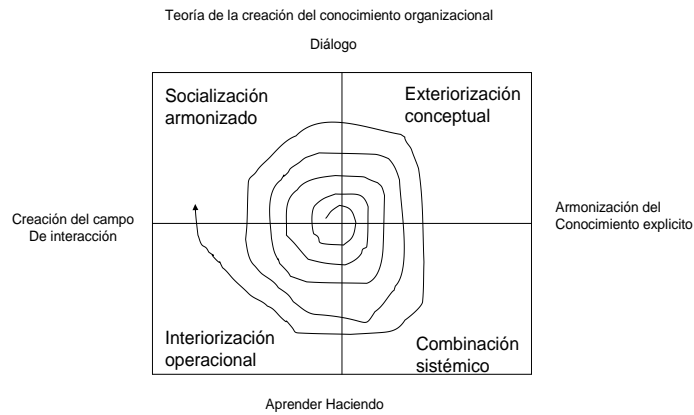 Teoría de la creación del conocimiento organizacional
Diálogo
Socialización
armonizado
Exteriorización
conceptual
Creación del campo
De interacción
Armonización del
Conocimiento explicito
Interiorización
operacional
Combinación
sistémico
Aprender Haciendo